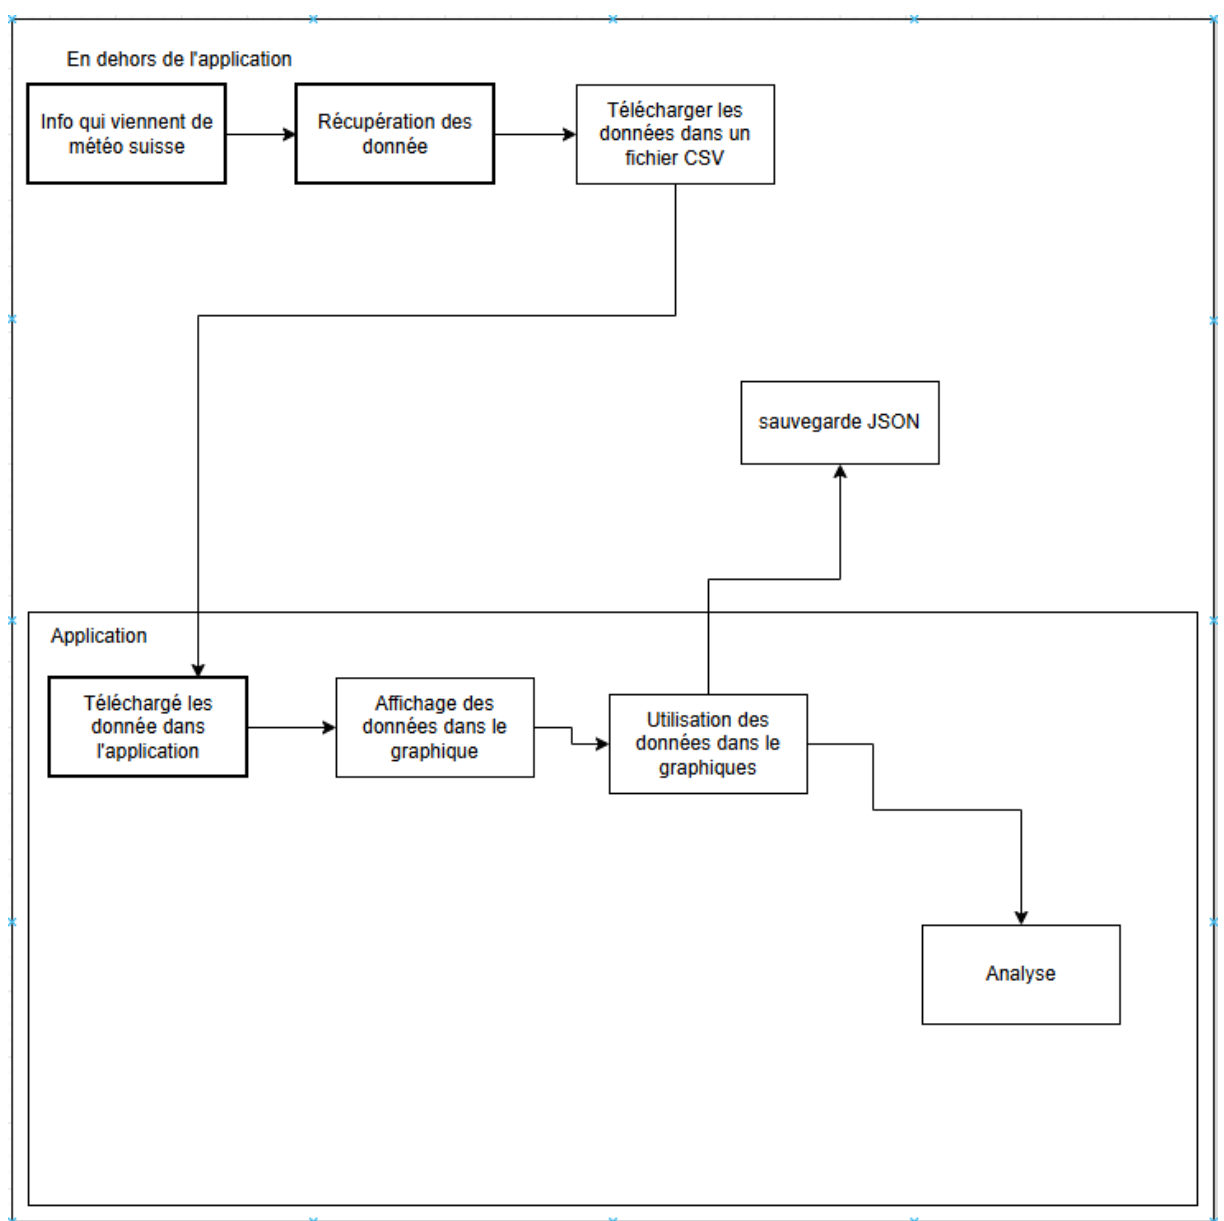 En dehors de l'application
Info qui viennent de
météo suisse
Récupération des
donnée
Télécharger les
données dans un
fichier CSV
sauvegarde JSON
Application
Téléchargé les
donnée dans
l'application
Affichage des
données dans le
graphique
Utilisation des
données dans le
graphiques
Analyse